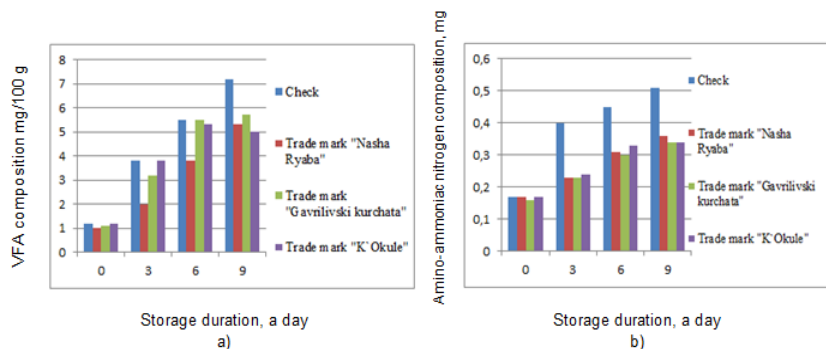 VFA composition mg/100 g
8
7
6
5
4
3
2
1
0
0 3 6 9
Check
Trade mark "Nasha
Ryaba"
Trade mark
"Gavrilivski kurchata"
Trade mark "K`Okule"
Storage duration, a day
a)
Amino-ammoniac nitrogen composition, mg
0,6
0,5
0,4
0,3
0,2
0,1
0
0 3 6 9
Check
Trade mark "Nasha
Ryaba"
Trade mark "Gavrilivski
kurchata"
Trade mark "K`Okule"
Storage duration, a day
b)